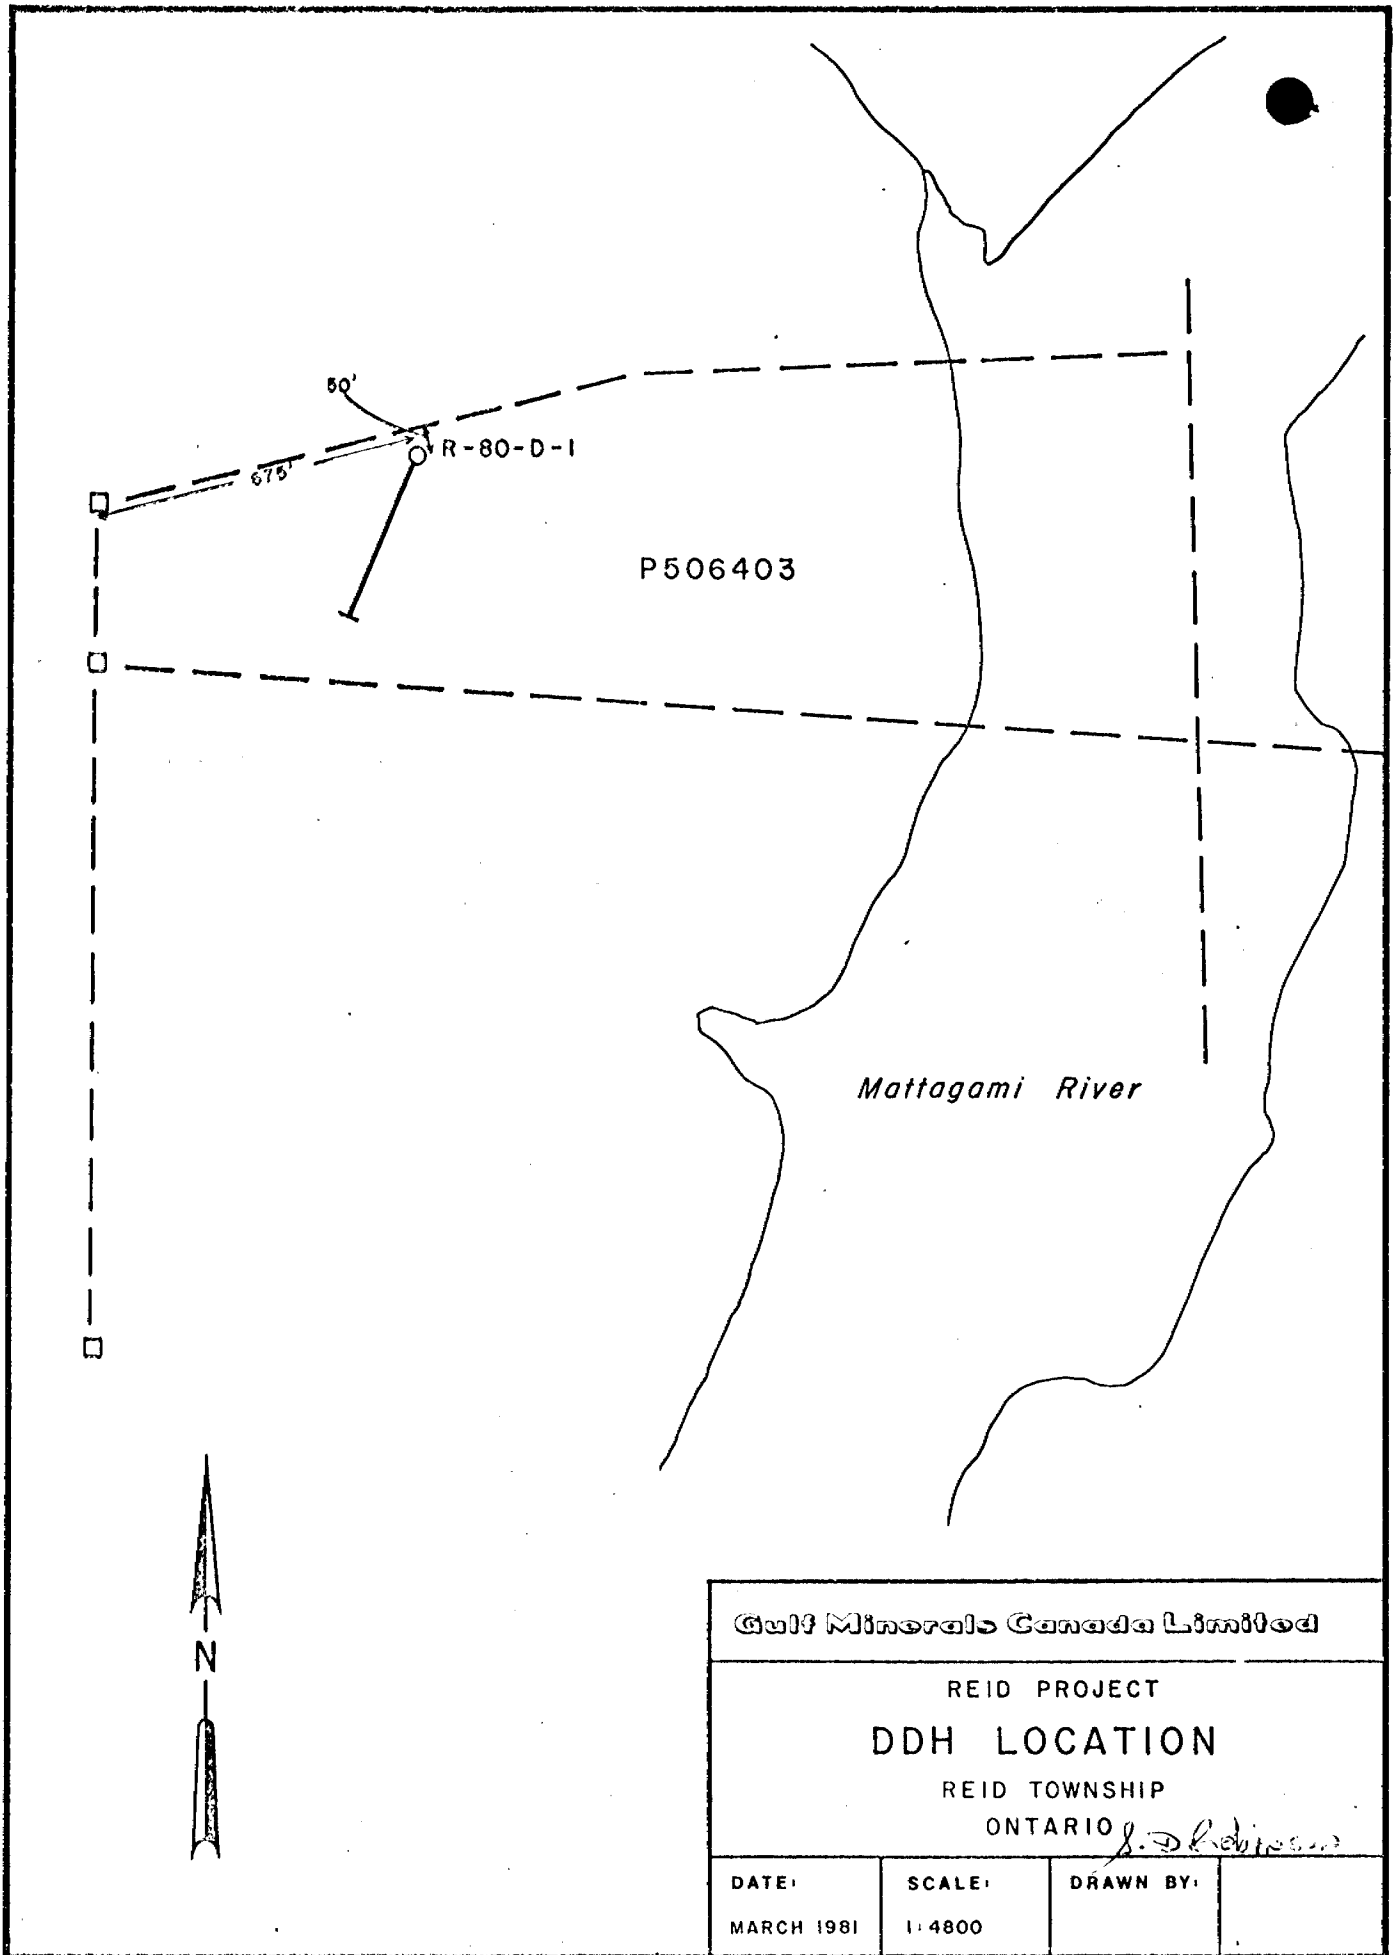 50'
R-80-D-1
675'
P506403
Mattagami River
N
Gulf Minerals Canada Limited
REID PROJECT
DDH LOCATION
REID TOWNSHIP
ONTARIO
DATE:
MARCH 1981
SCALE:
1:4800
DRAWN BY: